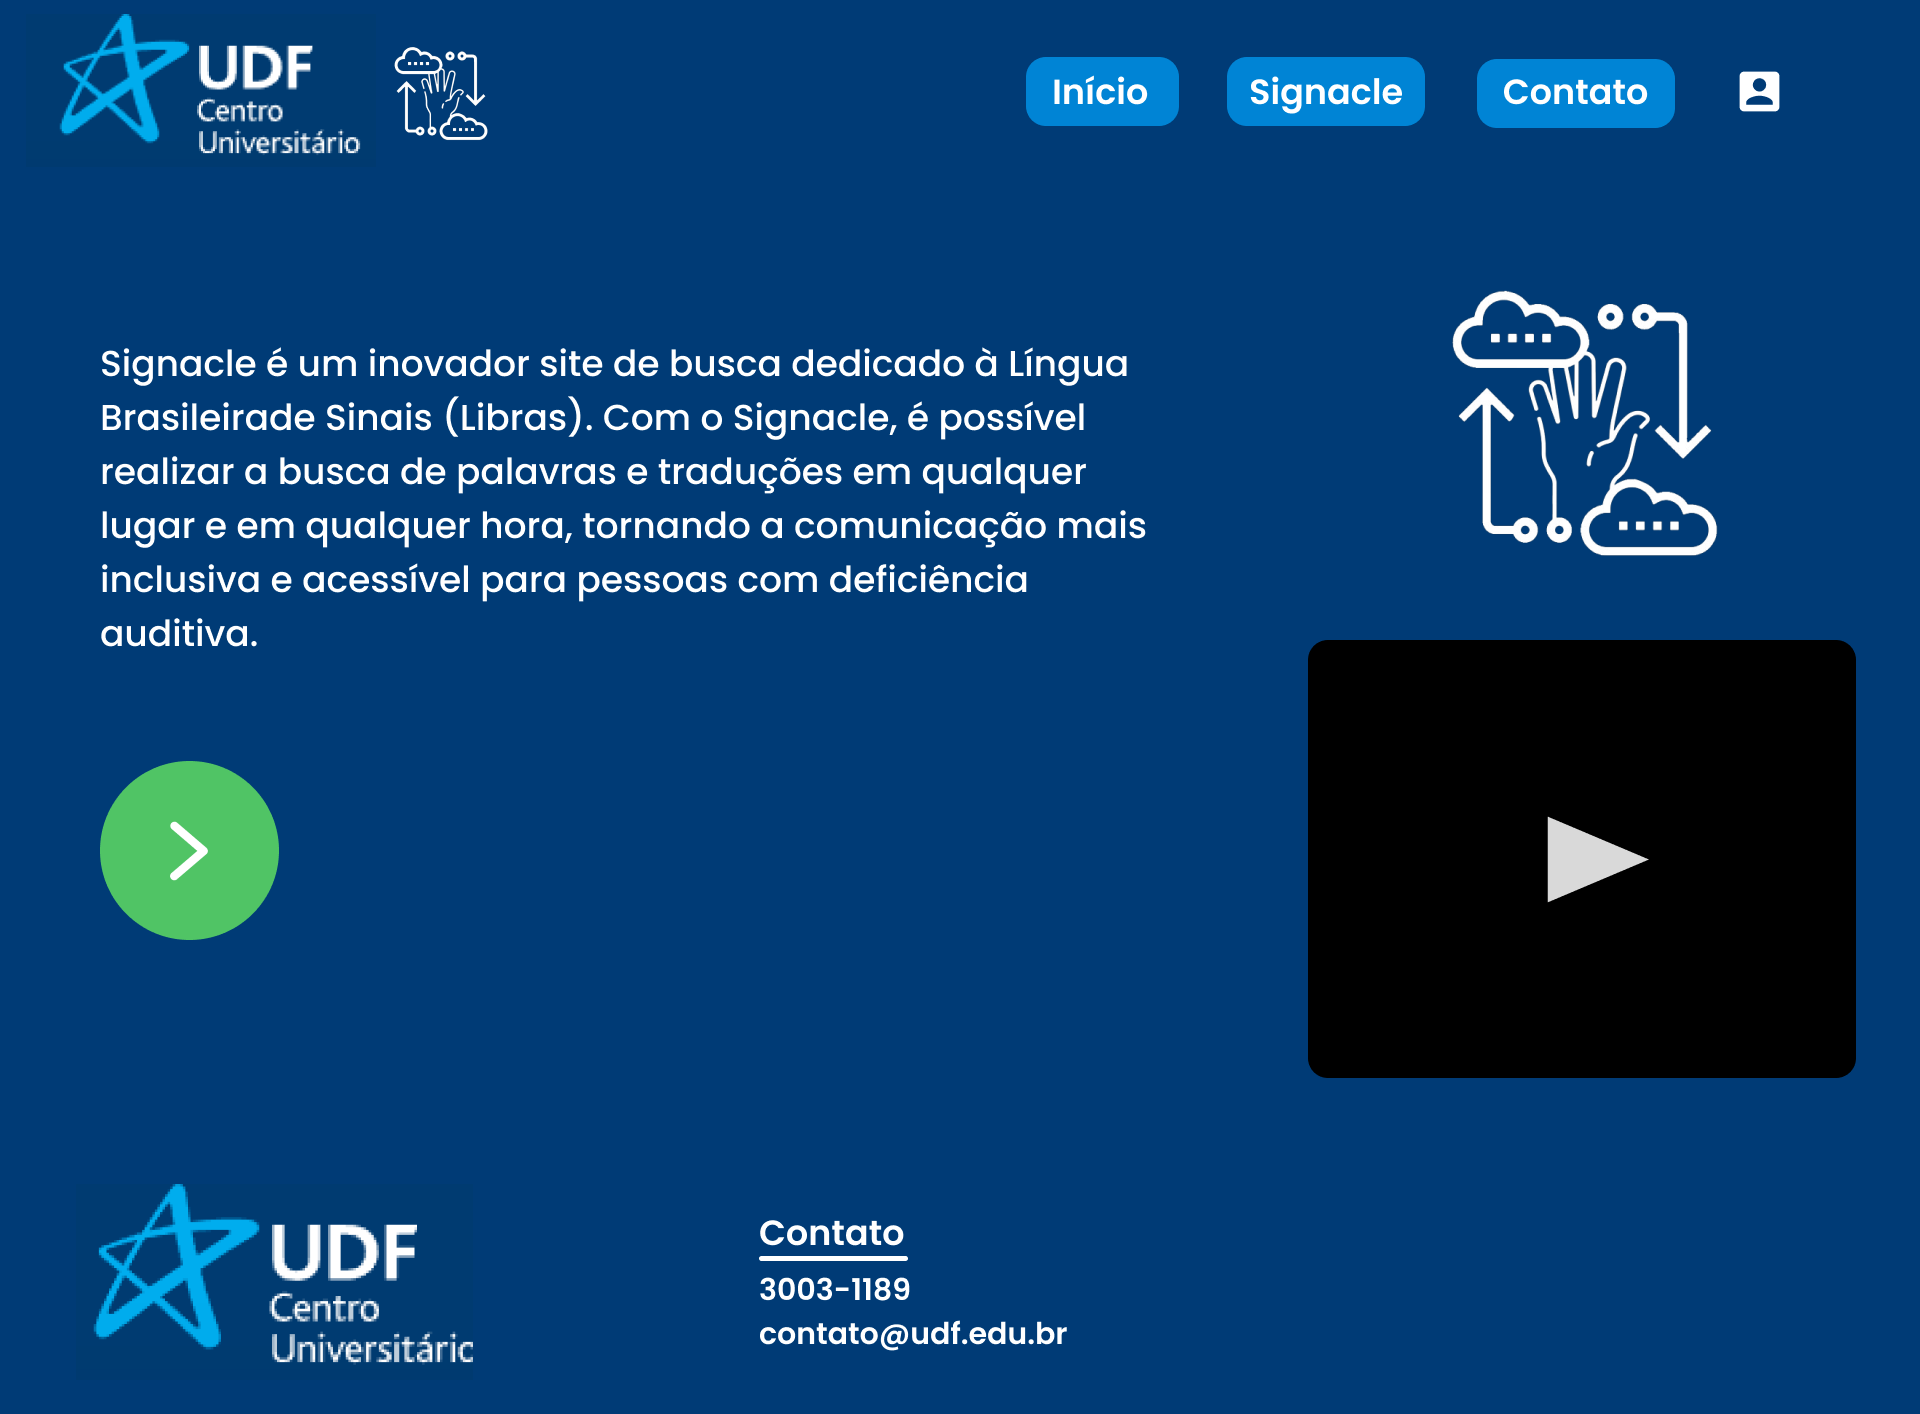 UDF
Centro
Universitário
Início
Signacle
Contato
Signacle é um inovador site de busca dedicado à Língua
Brasileirade Sinais (Libras). Com o Signacle, é possível
realizar a busca de palavras e traduções em qualquer
lugar e em qualquer hora, tornando a comunicação mais
inclusiva e acessível para pessoas com deficiência
auditiva.
UDF
Centro
Universitáric
Contato
3003-1189
contato@udf.edu.br